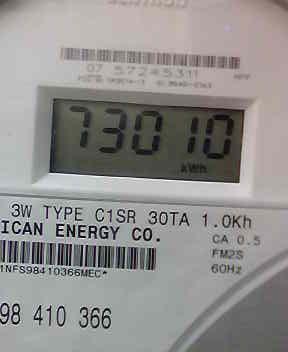 07 57245311
73010
kWh
3W TYPE C1SR 30TA 1.0Kh
ICAN ENERGY CO.
CA 0.5
FM2S
60Hz
1NFS98410366MEC*
98 410 366